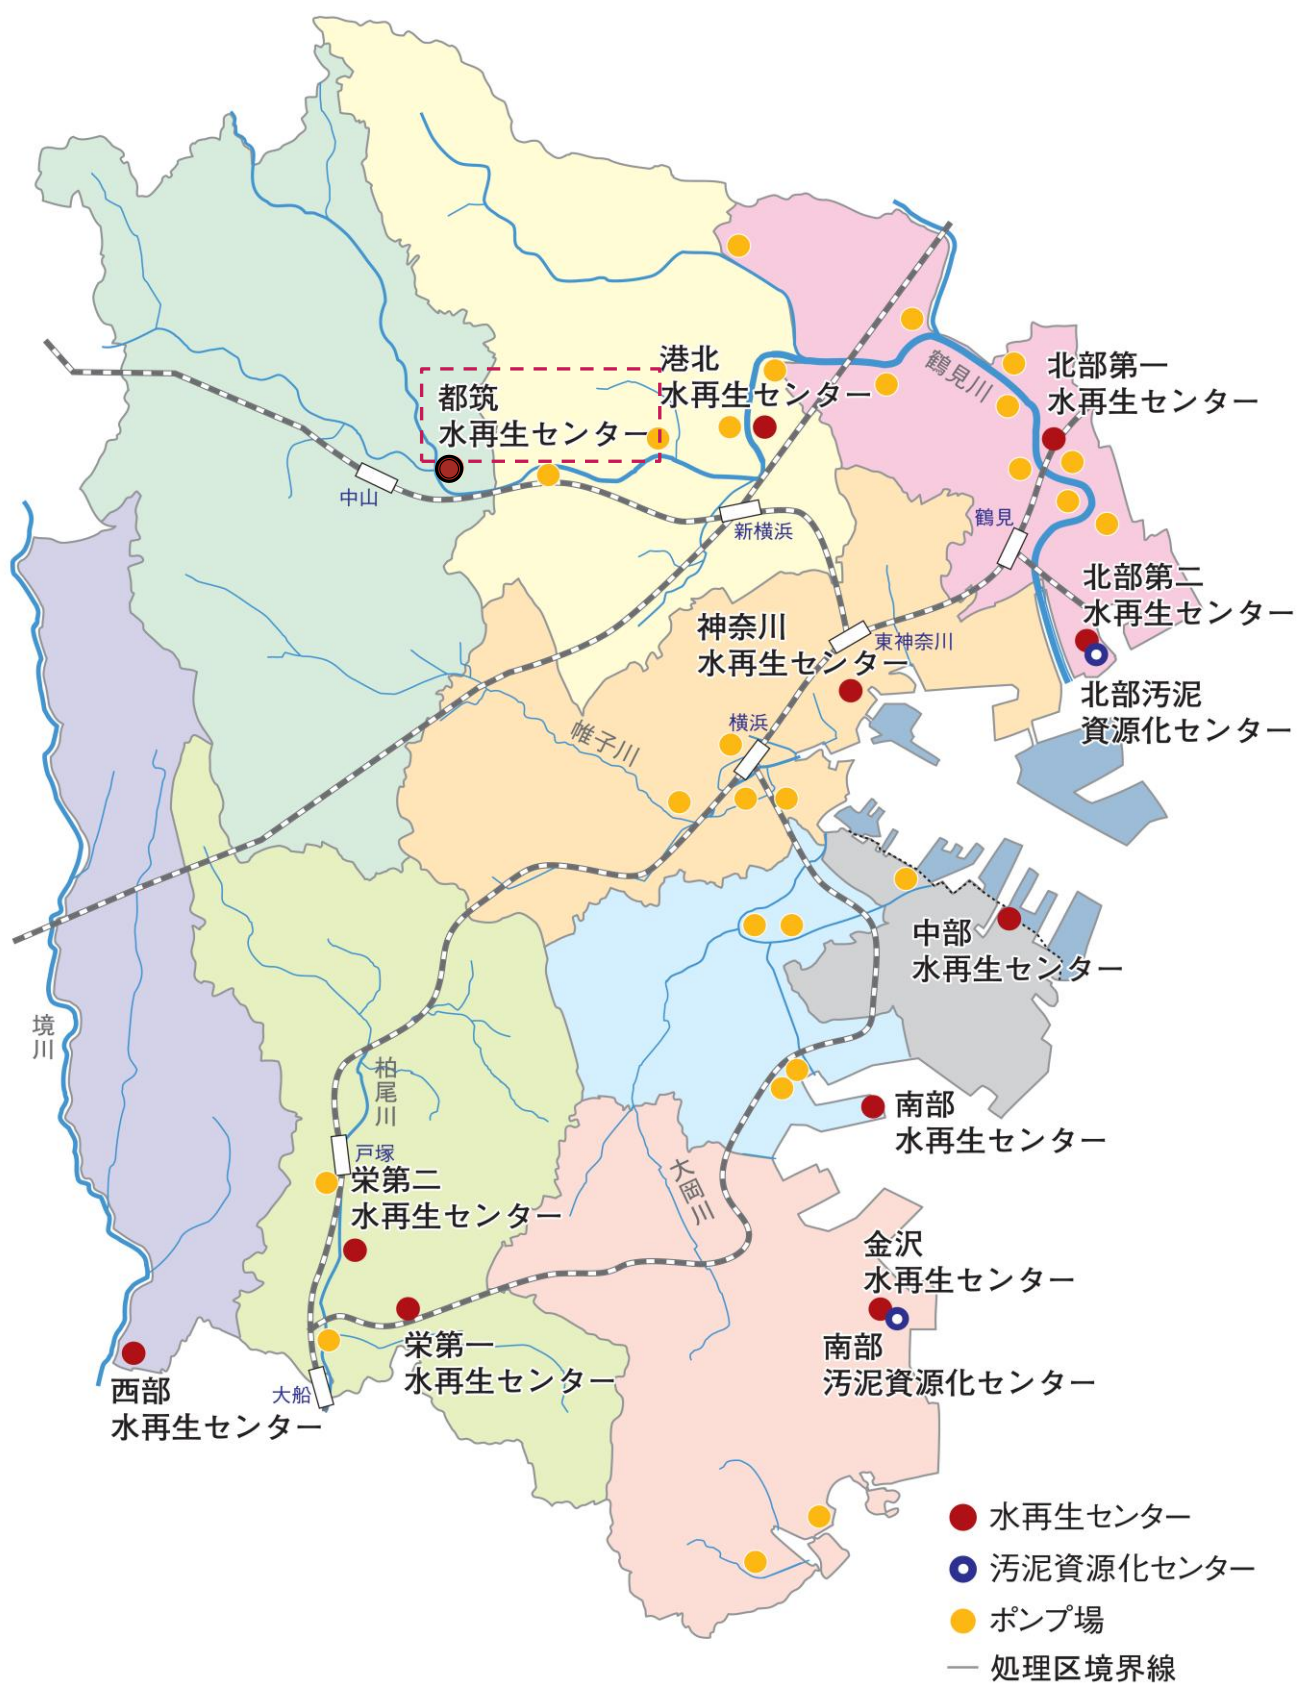 港北
水再生センター
都筑
水再生センター
鶴見川
北部第一
水再生センター
中山
新横浜
鶴見
北部第二
水再生センター
神奈川
水再生センター
東神奈川
北部汚泥
資源化センター
横浜
帷子川
中部
水再生センター
境川
柏尾川
南部
水再生センター
戸塚
栄第二
水再生センター
大岡川
金沢
水再生センター
南部
汚泥資源化センター
栄第一
水再生センター
西部
水再生センター
大船
水再生センター
汚泥資源化センター
ポンプ場
処理区境界線